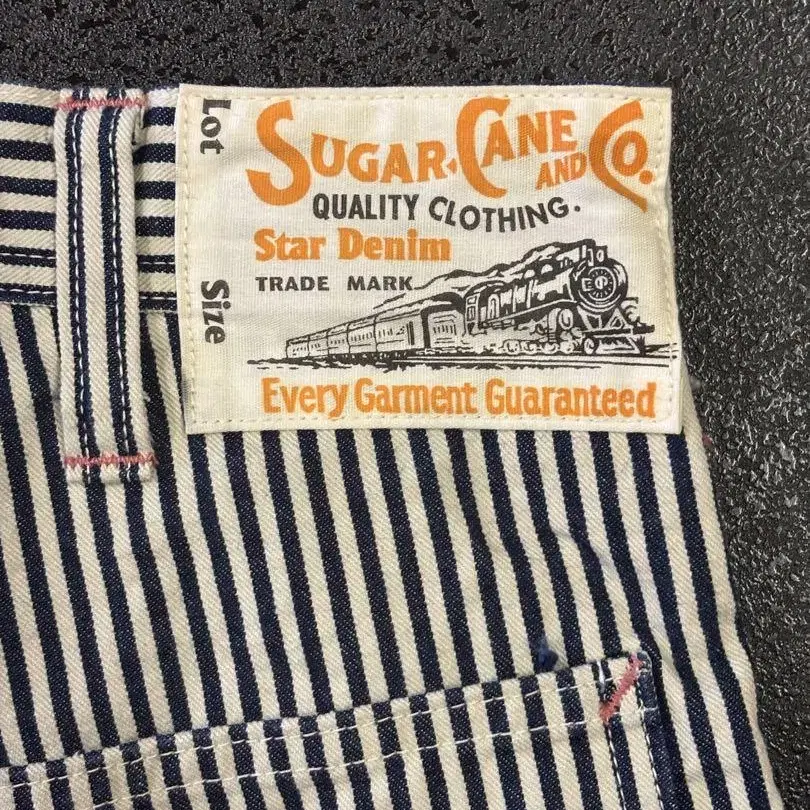 Lot
SUGAR CANE AND CO.
QUALITY CLOTHING.
Star Denim
TRADE MARK
Size
Every Garment Guaranteed